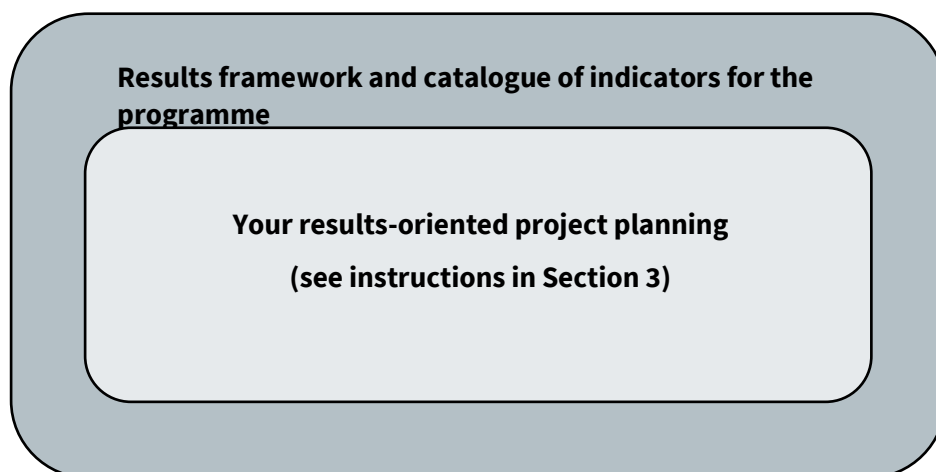 Results framework and catalogue of indicators for the
programme
Your results-oriented project planning
(see instructions in Section 3)